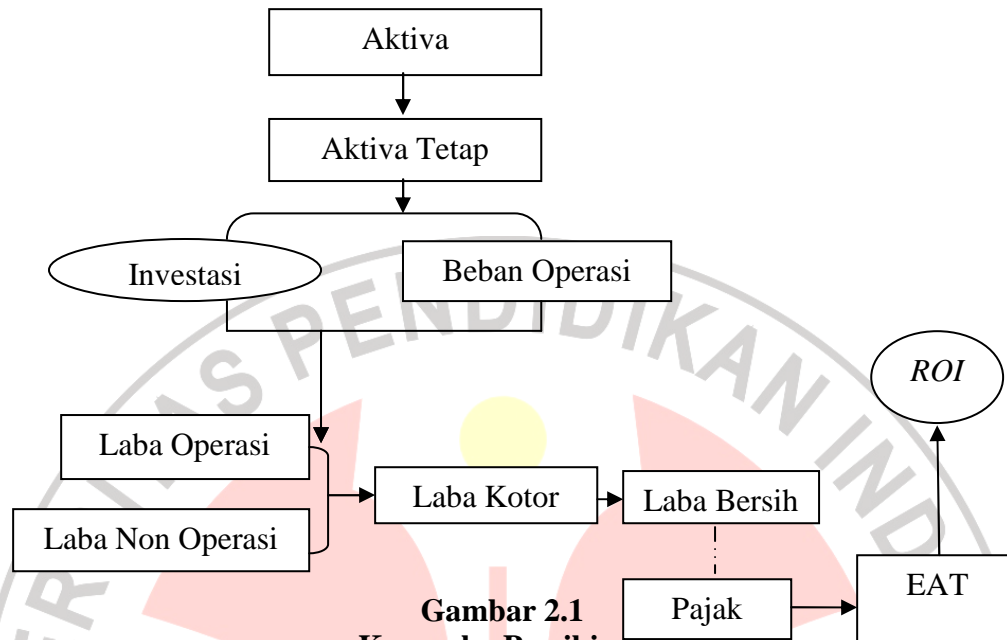 Aktiva
Aktiva Tetap
Investasi
Beban Operasi
ROI
Laba Operasi
Laba Kotor
Laba Bersih
Laba Non Operasi
EAT
Pajak
Gambar 2.1
PENDIDIKAN